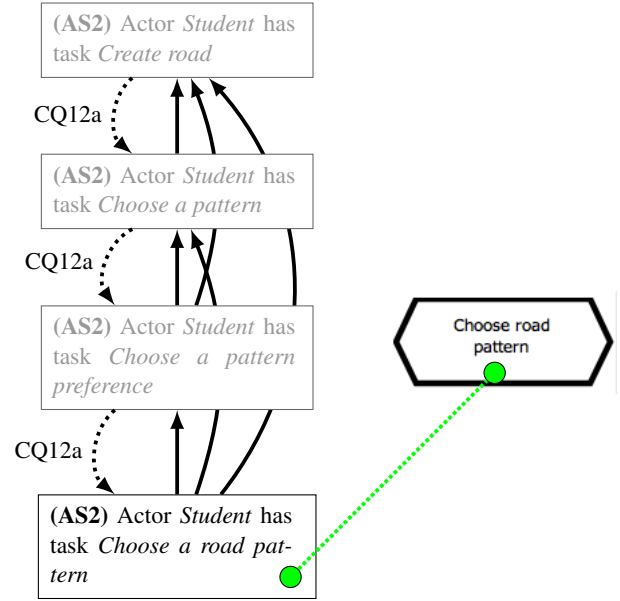 (AS2) Actor Student has
task Create road
CQ12a
(AS2) Actor Student has
task Choose a pattern
CQ12a
(AS2) Actor Student has
task Choose a pattern
preference
Choose road
pattern
CQ12a
(AS2) Actor Student has
task Choose a road pat-
tern